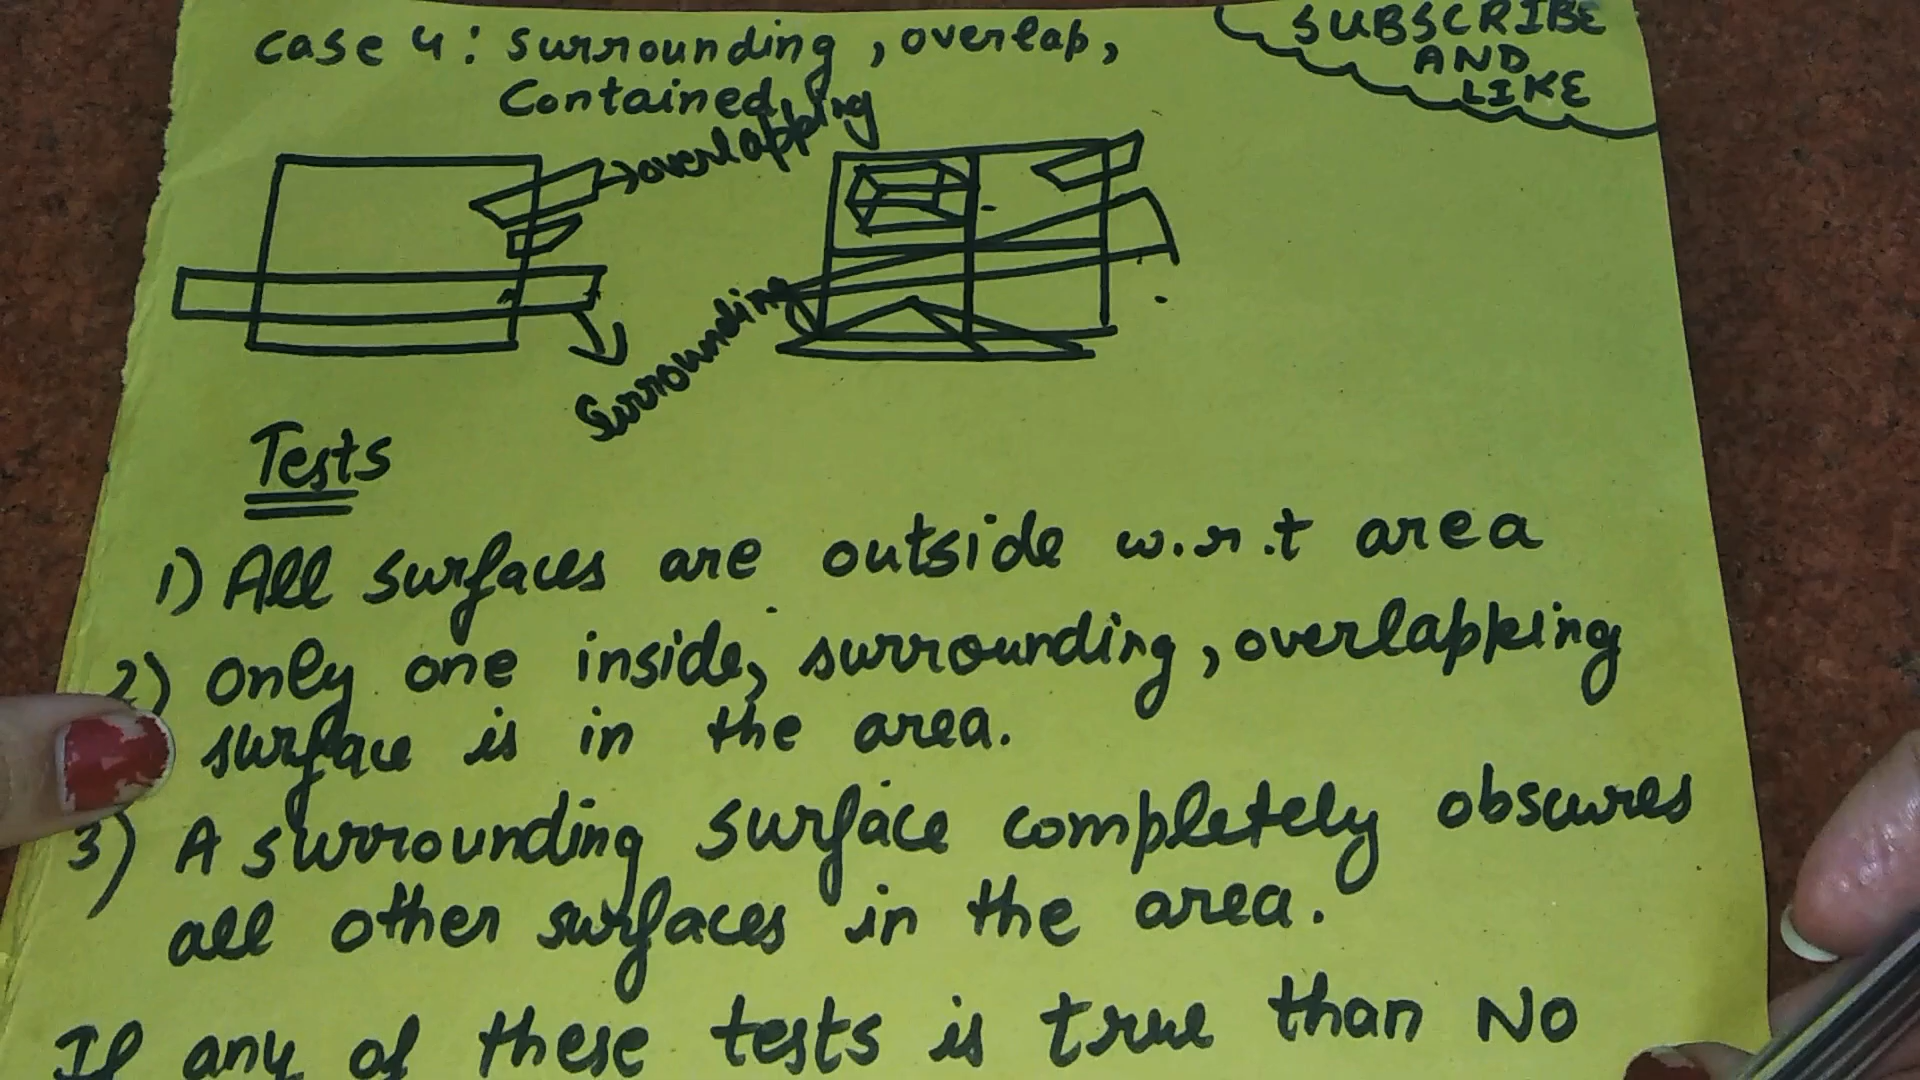 case 4: surrounding, overlap,
Contained,
SUBSCRIBE
AND
LIKE
overlapping
Surrounding
Tests
1) All surfaces are outside w.r.t area
2) Only one inside, surrounding, overlapping
surface is in the area.
3) A surrounding surface completely obscures
all other surfaces in the area.
If any of these tests is true than No